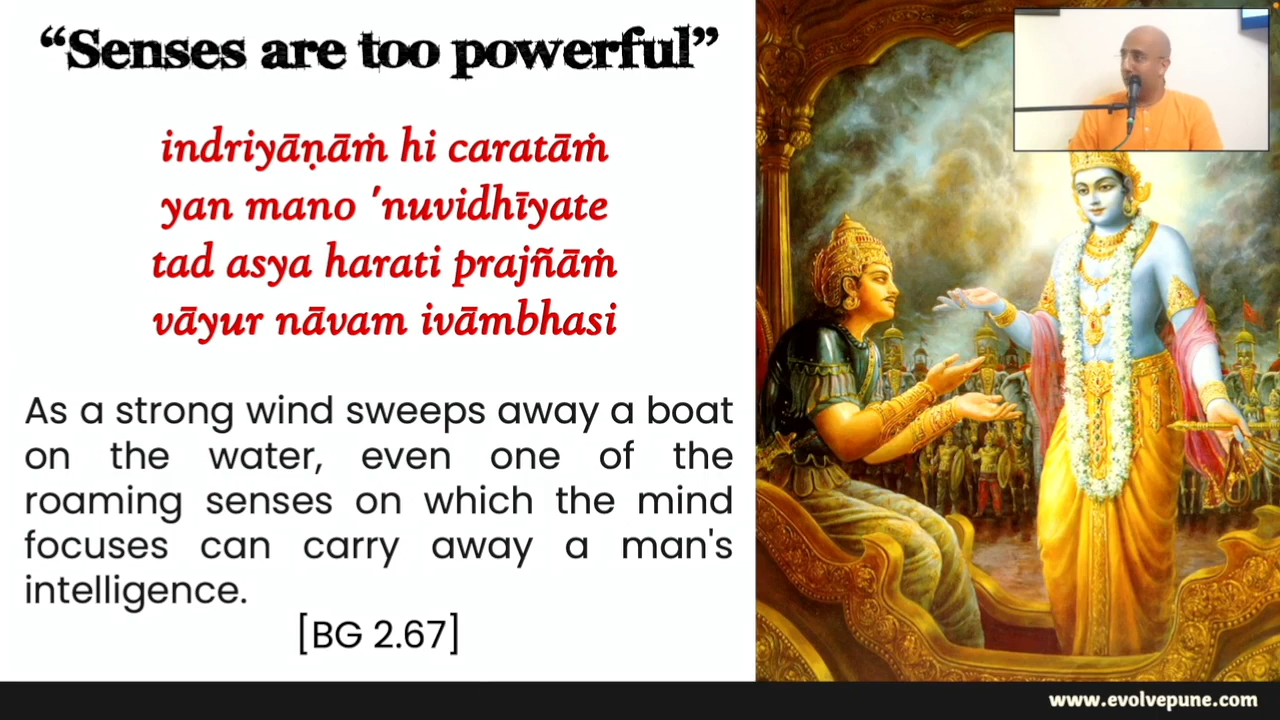 “Senses are too powerful”
indriyāṇāṁ hi caratāṁ
yan mano 'nuvidhīyate
tad asya harati prajñāṁ
vāyur nāvam ivāmbhasi
As a strong wind sweeps away a boat
on the water, even one of the
roaming senses on which the mind
focuses can carry away a man's
intelligence.
[BG 2.67]
www.evolvepune.com